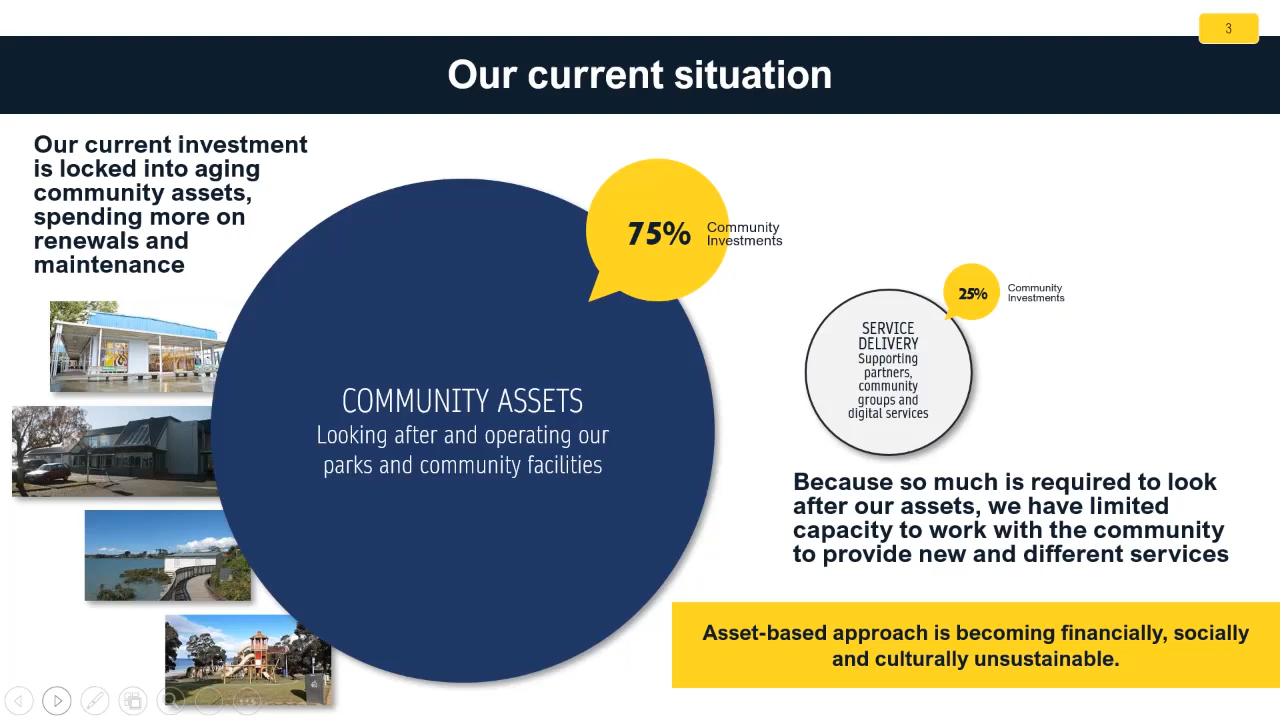 3
Our current situation
Our current investment
is locked into aging
community assets,
spending more on
renewals and
maintenance
75%
Community
Investments
COMMUNITY ASSETS
Looking after and operating our
parks and community facilities
25%
Community
Investments
SERVICE
DELIVERY
Supporting
partners,
community
groups and
digital services
Because so much is required to look
after our assets, we have limited
capacity to work with the community
to provide new and different services
Asset-based approach is becoming financially, socially
and culturally unsustainable.